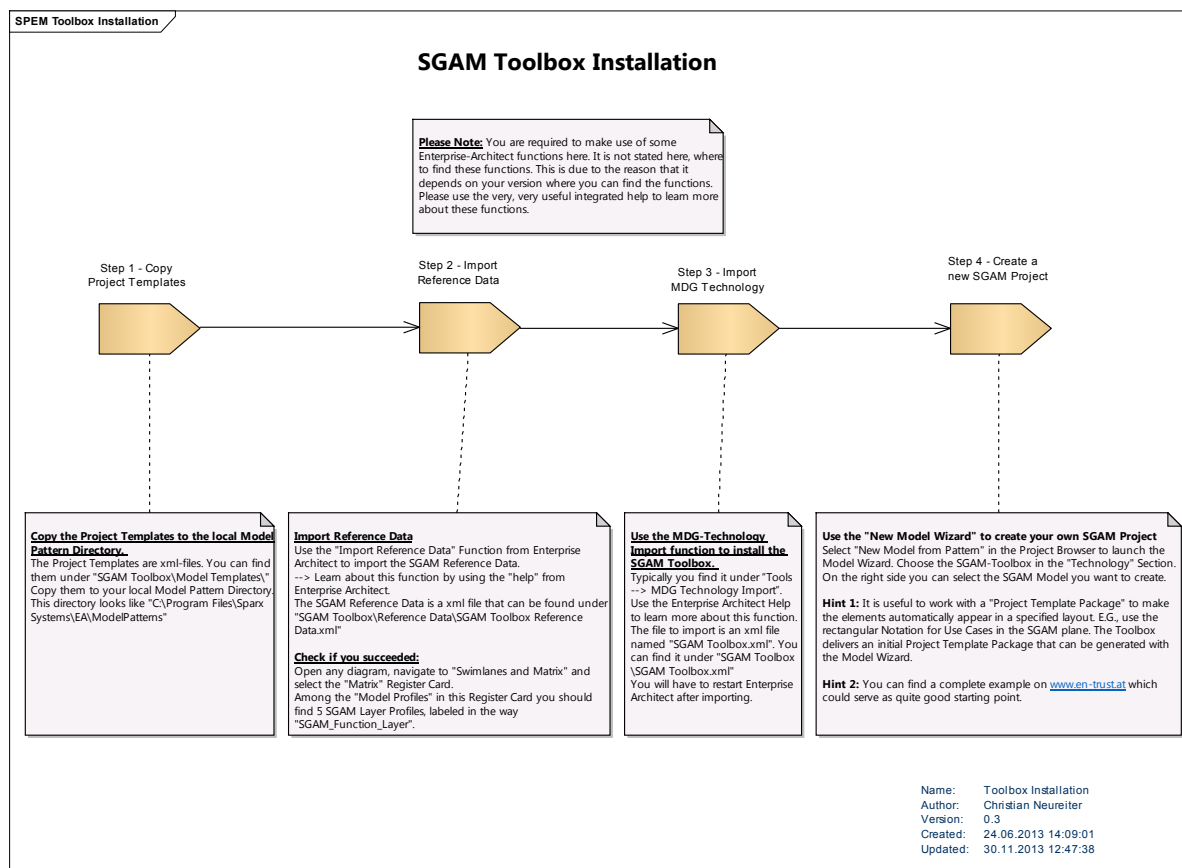 SPEM Toolbox Installation
SGAM Toolbox Installation
Please Note: You are required to make use of some
Enterprise-Architect functions here. It is not stated here, where
to find these functions. This is due to the reason that it
depends on your version where you can find the functions.
Please use the very, very useful integrated help to learn more
about these functions.
Step 1 - Copy
Project Templates
Step 2 - Import
Reference Data
Step 3 - Import
MDG Technology
Step 4 - Create a
new SGAM Project
Copy the Project Templates to the local Model
Pattern Directory.
The Project Templates are xml-files. You can find
them under "SGAM Toolbox\Model Templates\"
Copy them to your local Model Pattern Directory.
This directory looks like "C:\Program Files\Sparx
Systems\EA\ModelPatterns"
Import Reference Data
Use the "Import Reference Data" Function from Enterprise
Architect to import the SGAM Reference Data.
--> Learn about this function by using the "help" from
Enterprise Architect.
The SGAM Reference Data is a xml file that can be found under
"SGAM Toolbox\Reference Data\SGAM Toolbox Reference
Data.xml"
Check if you succeeded:
Open any diagram, navigate to "Swimlanes and Matrix" and
select the "Matrix" Register Card.
Among the "Model Profiles" in this Register Card you should
find 5 SGAM Layer Profiles, labeled in the way
"SGAM_Function_Layer".
Use the MDG-Technology
Import function to install the
SGAM Toolbox.
Typically you find it under "Tools
--> MDG Technology Import".
Use the Enterprise Architect Help
to learn more about this function.
The file to import is an xml file
named "SGAM Toolbox.xml". You
can find it under "SGAM Toolbox
\SGAM Toolbox.xml"
You will have to restart Enterprise
Architect after importing.
Use the "New Model Wizard" to create your own SGAM Project
Select "New Model from Pattern" in the Project Browser to launch the
Model Wizard. Choose the SGAM-Toolbox in the "Technology" Section.
On the right side you can select the SGAM Model you want to create.
Hint 1: It is useful to work with a "Project Template Package" to make
the elements automatically appear in a specified layout. E.G., use the
rectangular Notation for Use Cases in the SGAM plane. The Toolbox
delivers an initial Project Template Package that can be generated with
the Model Wizard.
Hint 2: You can find a complete example on www.en-trust.at which
could serve as quite good starting point.
Name: Toolbox Installation
Author: Christian Neureiter
Version: 0.3
Created: 24.06.2013 14:09:01
Updated: 30.11.2013 12:47:38